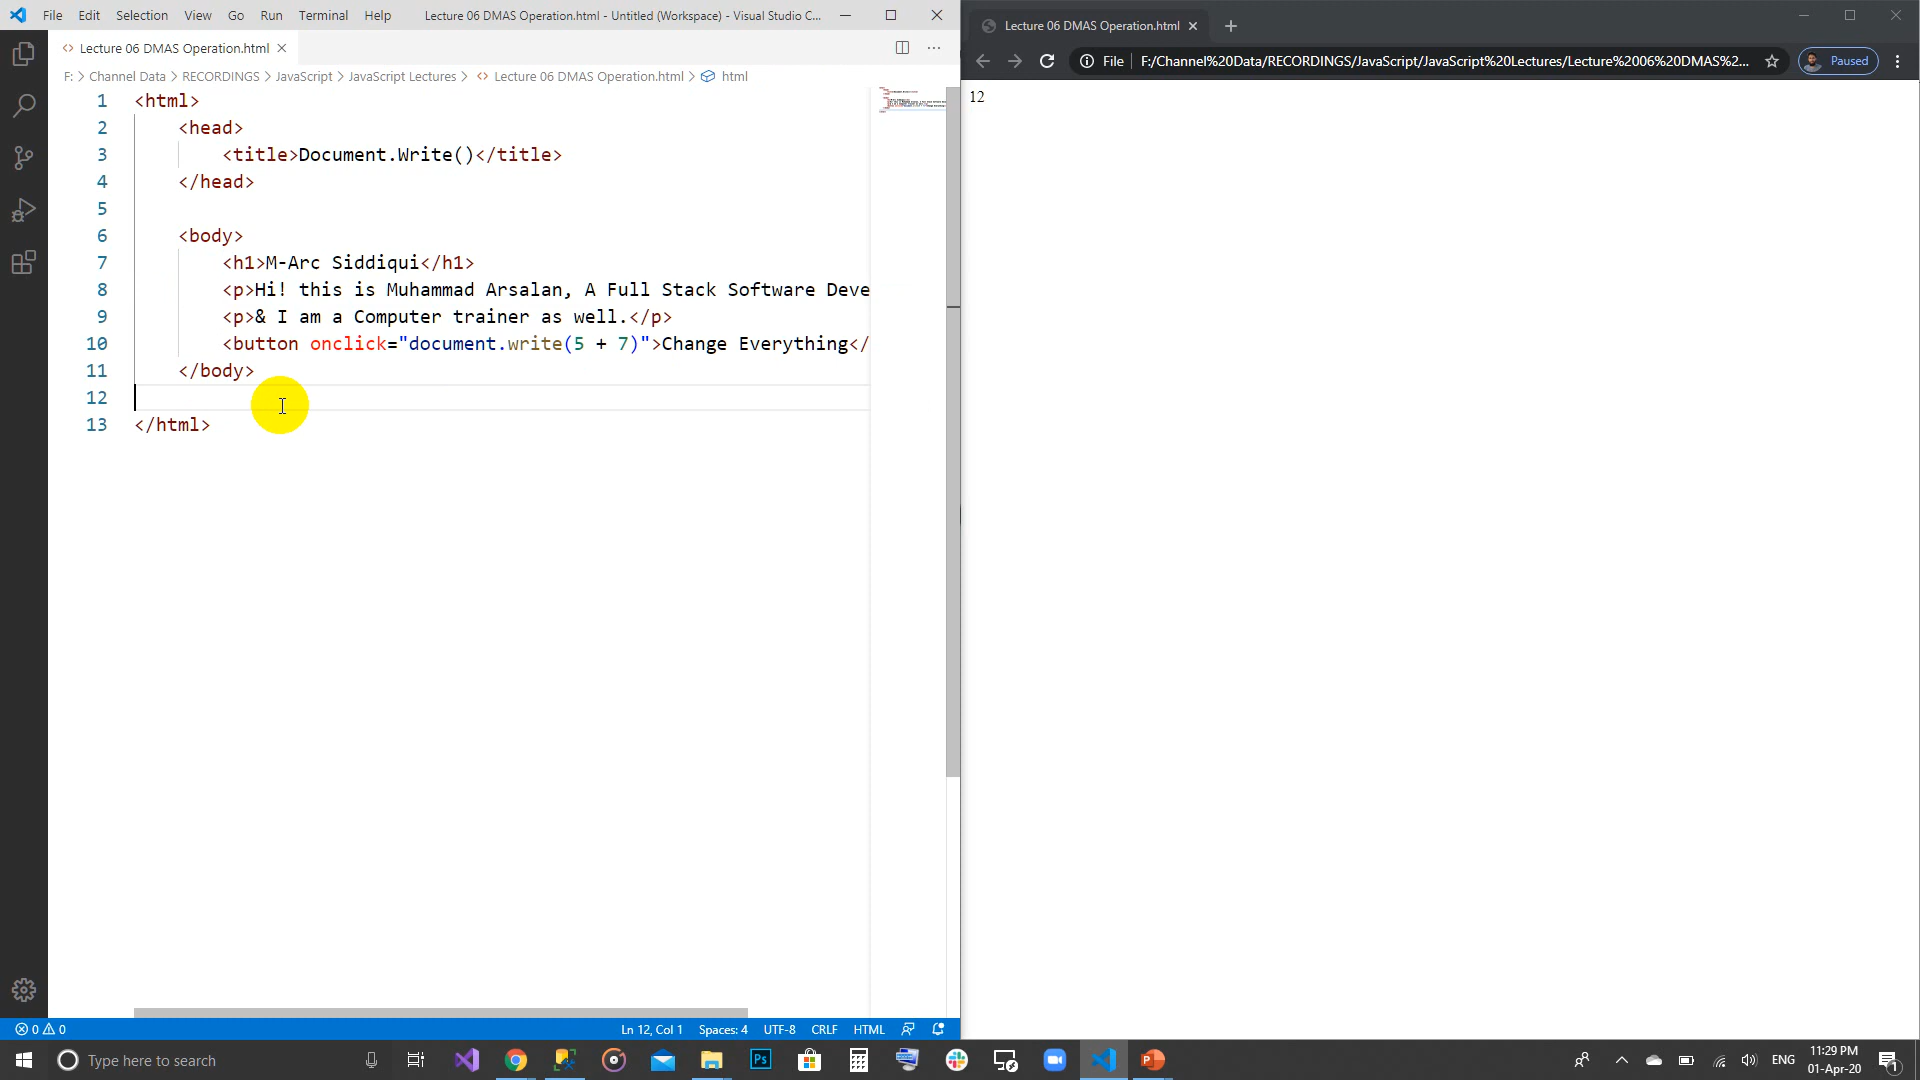 File Edit Selection View Go Run Terminal Help Lecture 06 DMAS Operation.html - Untitled (Workspace) - Visual Studio C...
Lecture 06 DMAS Operation.html
F: > Channel Data > RECORDINGS > JavaScript > JavaScript Lectures > <> Lecture 06 DMAS Operation.html > html
1 <html>
2 <head>
3 <title>Document.Write()</title>
4 </head>
5
6 <body>
7 <h1>M-Arc Siddiqui</h1>
8 <p>Hi! this is Muhammad Arsalan, A Full Stack Software Deve
9 <p>& I am a Computer trainer as well.</p>
10 <button onclick="document.write(5 + 7)">Change Everything</
11 </body>
12
13 </html>
0 0 Ln 12, Col 1 Spaces: 4 UTF-8 CRLF HTML
Lecture 06 DMAS Operation.html
File F:/Channel%20Data/RECORDINGS/JavaScript/JavaScript%20Lectures/Lecture%2006%20DMAS%2... Paused
12
Type here to search
Ps
ENG
11:29 PM
01-Apr-20
1